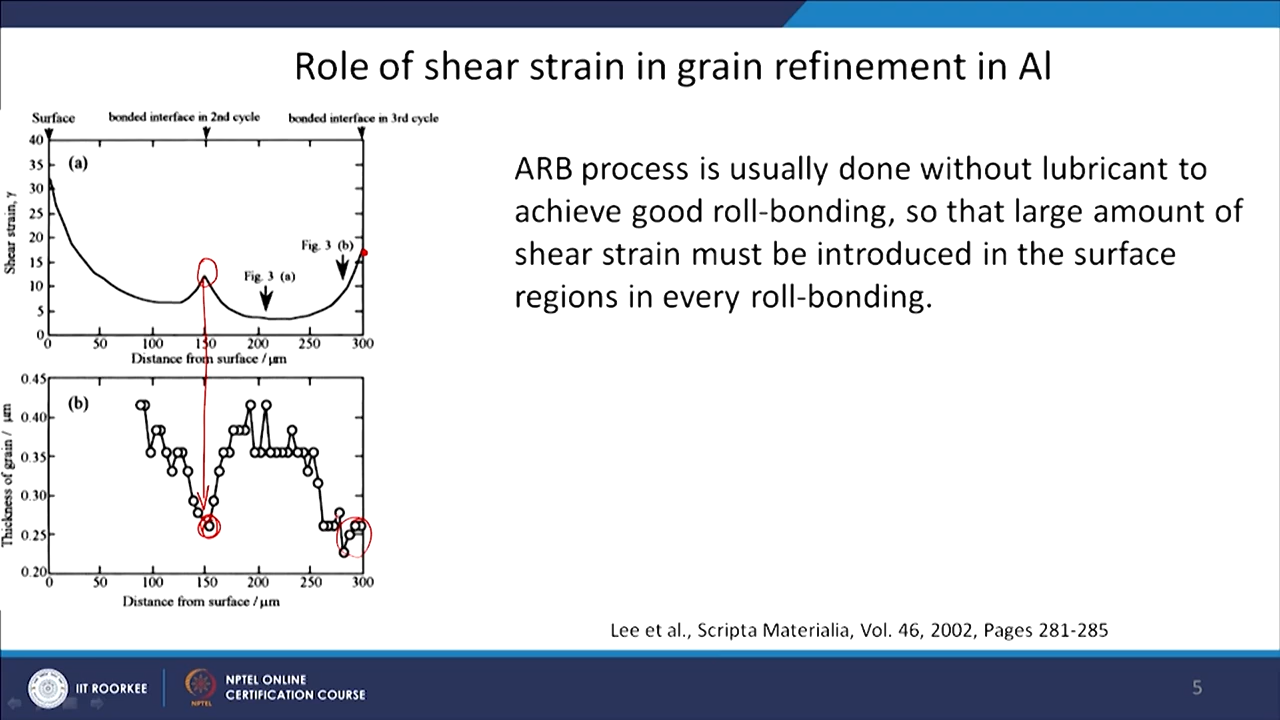 Role of shear strain in grain refinement in Al
Surface bonded interface in 2nd cycle bonded interface in 3rd cycle
40
35
30
25
20
15
10
5
0
(a)
Shear strain, γ
Fig. 3 (a)
Fig. 3 (b)
0 50 100 150 200 250 300
Distance from surface / μm
0.45
0.40
0.35
0.30
0.25
0.20
(b)
Thickness of grain / μm
0 50 100 150 200 250 300
Distance from surface / μm
ARB process is usually done without lubricant to
achieve good roll-bonding, so that large amount of
shear strain must be introduced in the surface
regions in every roll-bonding.
Lee et al., Scripta Materialia, Vol. 46, 2002, Pages 281-285
IIT ROORKEE
NPTEL
NPTEL ONLINE
CERTIFICATION COURSE
5